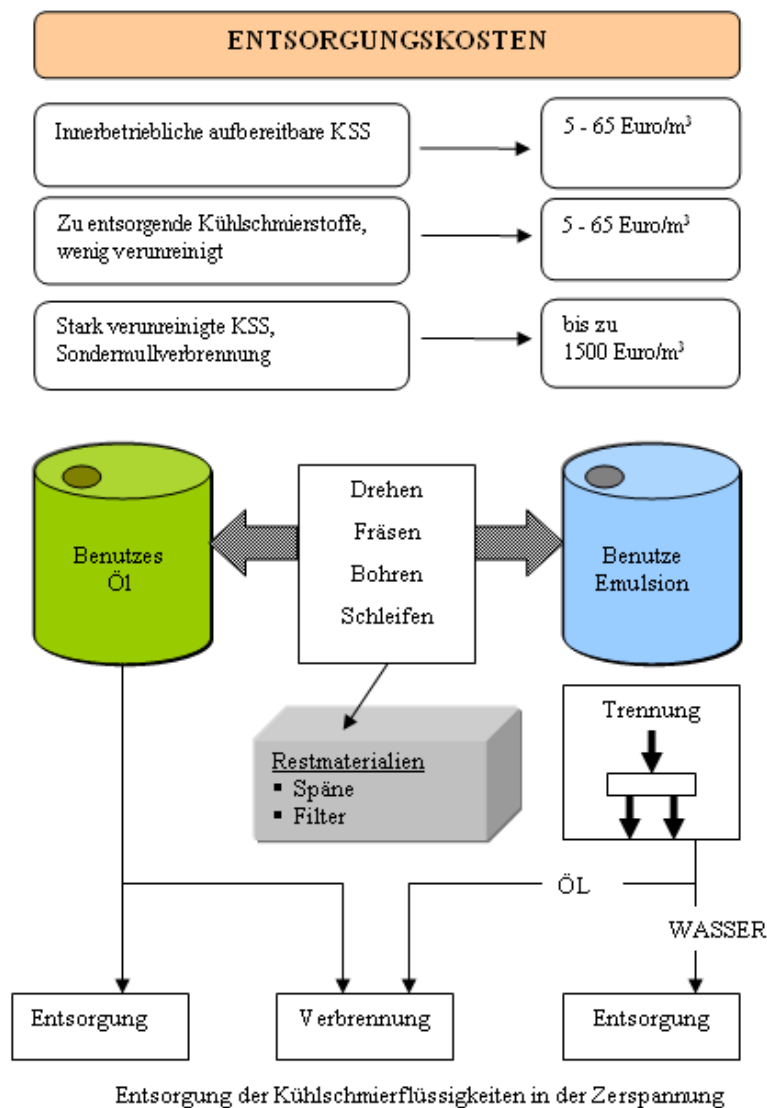 ENTSORGUNGSKOSTEN
Innerbetriebliche aufbereitbare KSS
5 - 65 Euro/m³
Zu entsorgende Kühlschmierstoffe,
wenig verunreinigt
5 - 65 Euro/m³
Stark verunreinigte KSS,
Sondermullverbrennung
bis zu
1500 Euro/m³
Benutzes
Öl
Drehen
Fräsen
Bohren
Schleifen
Benutze
Emulsion
Restmaterialien
▪ Späne
▪ Filter
Trennung
ÖL
WASSER
Entsorgung
Verbrennung
Entsorgung
Entsorgung der Kühlschmierflüssigkeiten in der Zerspannung